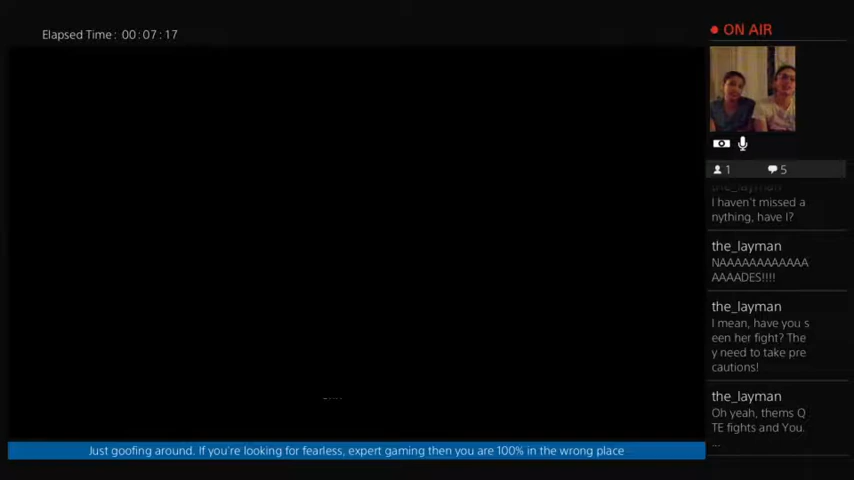 Elapsed Time: 00:07:17
ON AIR
1
5
the_layman
I haven't missed a
nything, have I?
the_layman
NAAAAAAAAAAAA
AAAADES!!!!
the_layman
I mean, have you s
een her fight? The
y need to take pre
cautions!
the_layman
Oh yeah, thems Q
TE fights and You.
...
Just goofing around. If you're looking for fearless, expert gaming then you are 100% in the wrong place